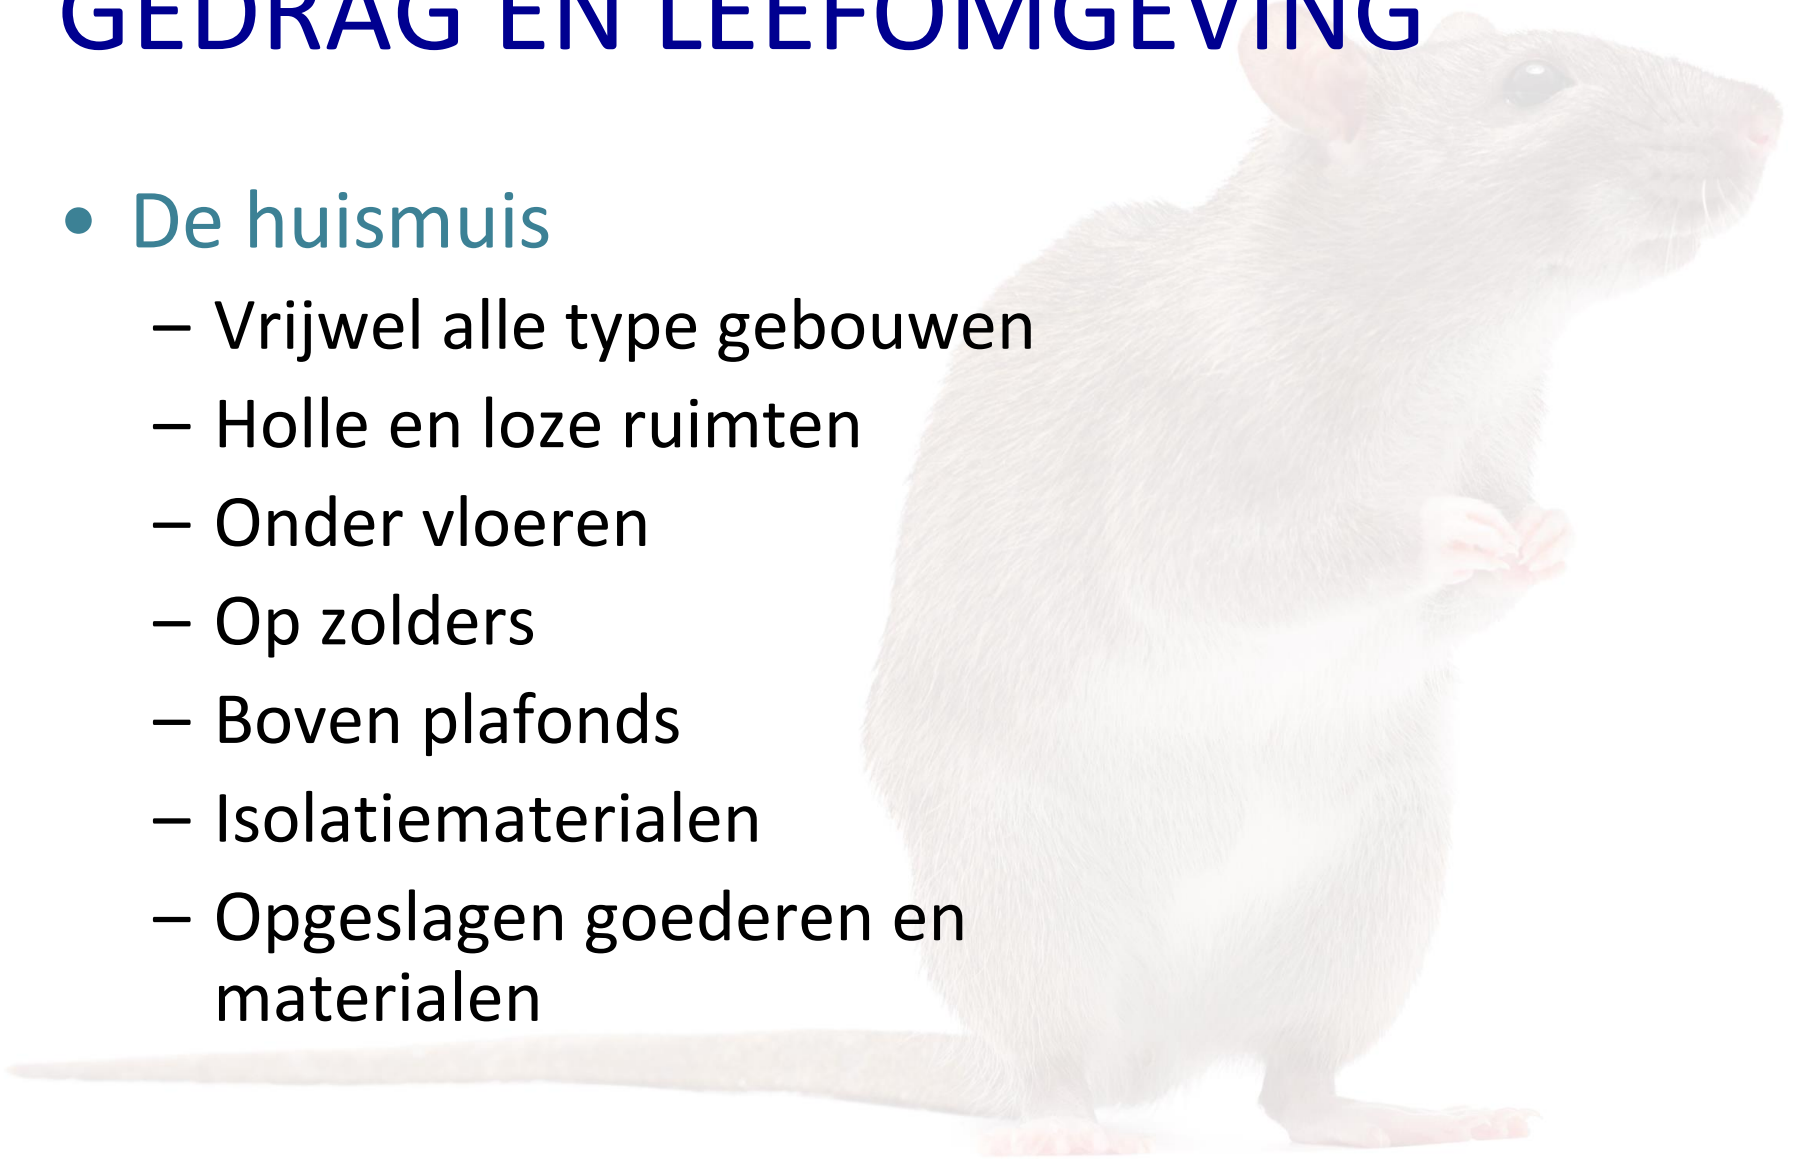 GEDRAG EN LEEFOMGEVING
• De huismuis
– Vrijwel alle type gebouwen
– Holle en loze ruimten
– Onder vloeren
– Op zolders
– Boven plafonds
– Isolatiematerialen
– Opgeslagen goederen en
materialen